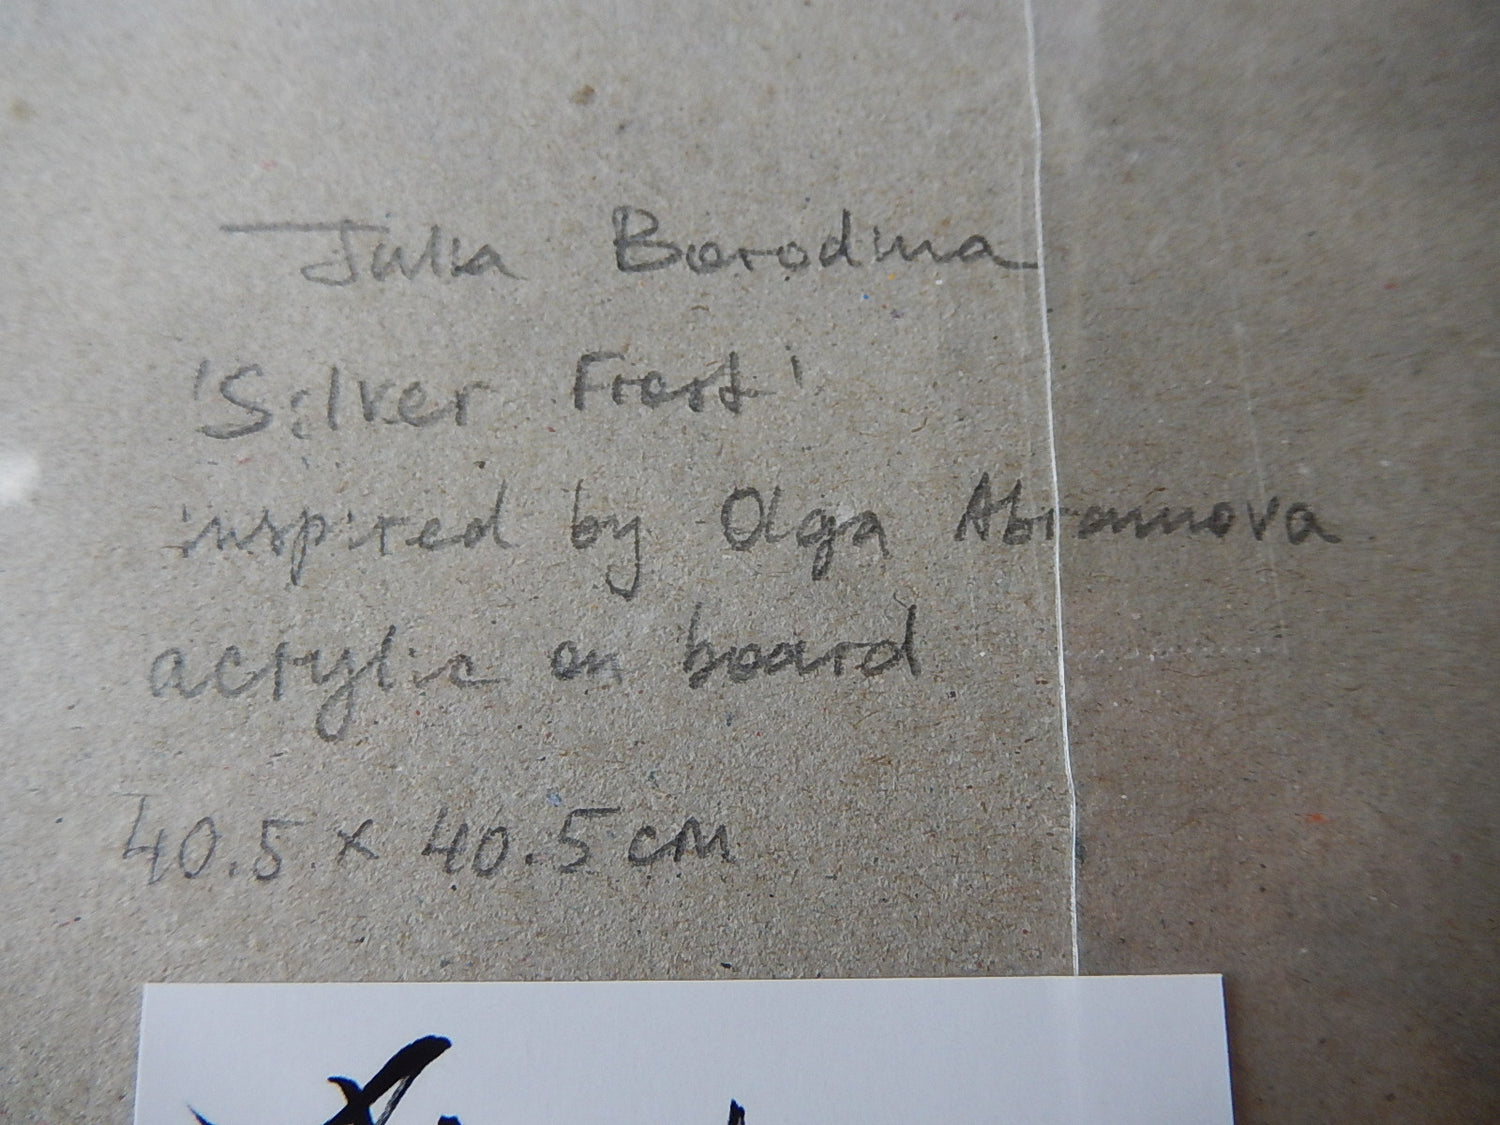 Julia Borodina
'Silver Frost'
inspired by Olga Abramova
acrylic on board
40.5 x 40.5 cm